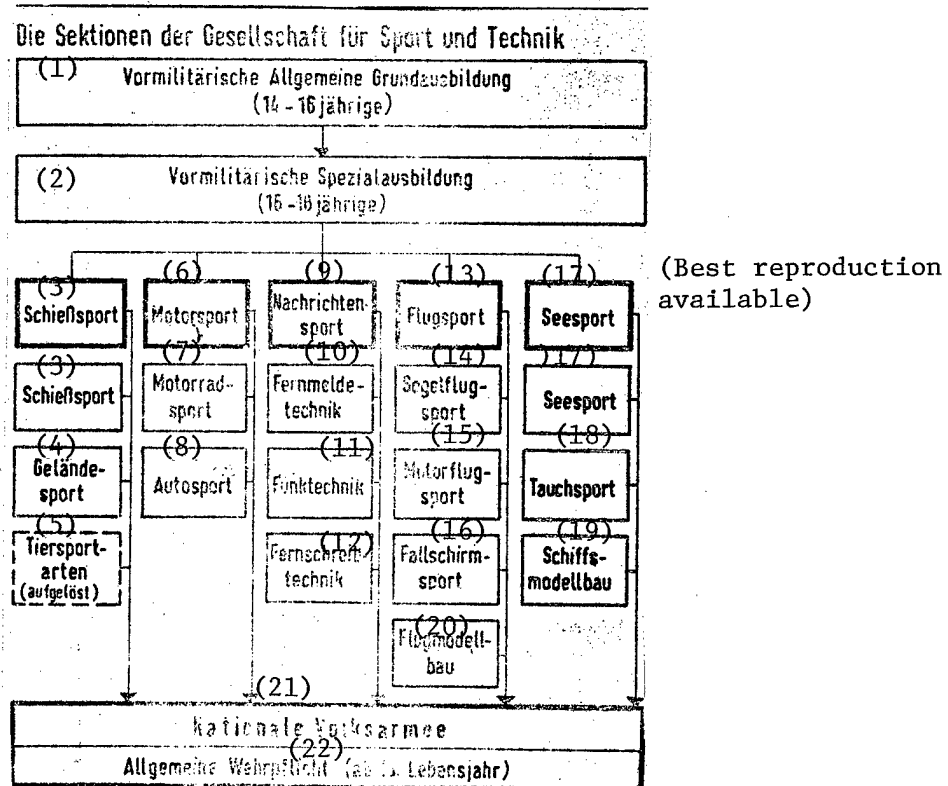 Die Sektionen der Gesellschaft für Sport und Technik
(1) Vormilitärische Allgemeine Grundausbildung
(14-16jährige)
(2) Vormilitärische Spezialausbildung
(16-18jährige)
(3)
Schießsport
(3)
Schießsport
(4)
Gelände-
sport
(5)
Tiersport-
arten
(aufgelöst)
(6)
Motorsport
(7)
Motorrad-
sport
(8)
Autosport
(9)
Nachrichten-
sport
(10)
Fernmelde-
technik
(11)
Funktechnik
(12)
Fernschreib-
technik
(13)
Flugsport
(14)
Segelflug-
sport
(15)
Motorflug-
sport
(16)
Fallschirm-
sport
(20)
Flugmodell-
bau
(17)
Seesport
)17)
Seesport
(18)
Tauchsport
(19)
Schiffs-
modellbau
(Best reproduction
available)
(21)
Nationale Volksarmee
(22)
Allgemeine Wehrpflicht (ab Lebensjahr)